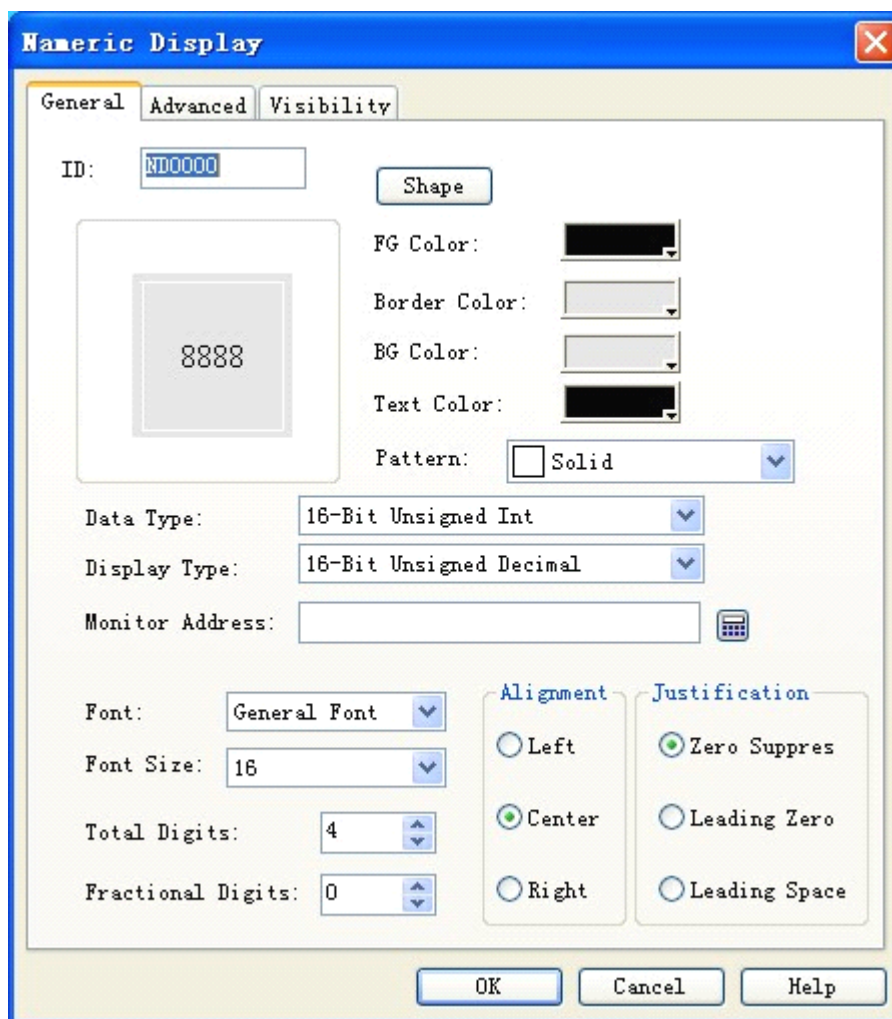 Nameric Display
General Advanced Visibility
ID: ND0000
Shape
FG Color:
Border Color:
8888
BG Color:
Text Color:
Pattern: Solid
Data Type: 16-Bit Unsigned Int
Display Type: 16-Bit Unsigned Decimal
Monitor Address:
Alignment Justification
Font: General Font
Left Zero Suppres
Font Size: 16
Total Digits: 4
Center Leading Zero
Fractional Digits: 0
Right Leading Space
OK Cancel Help